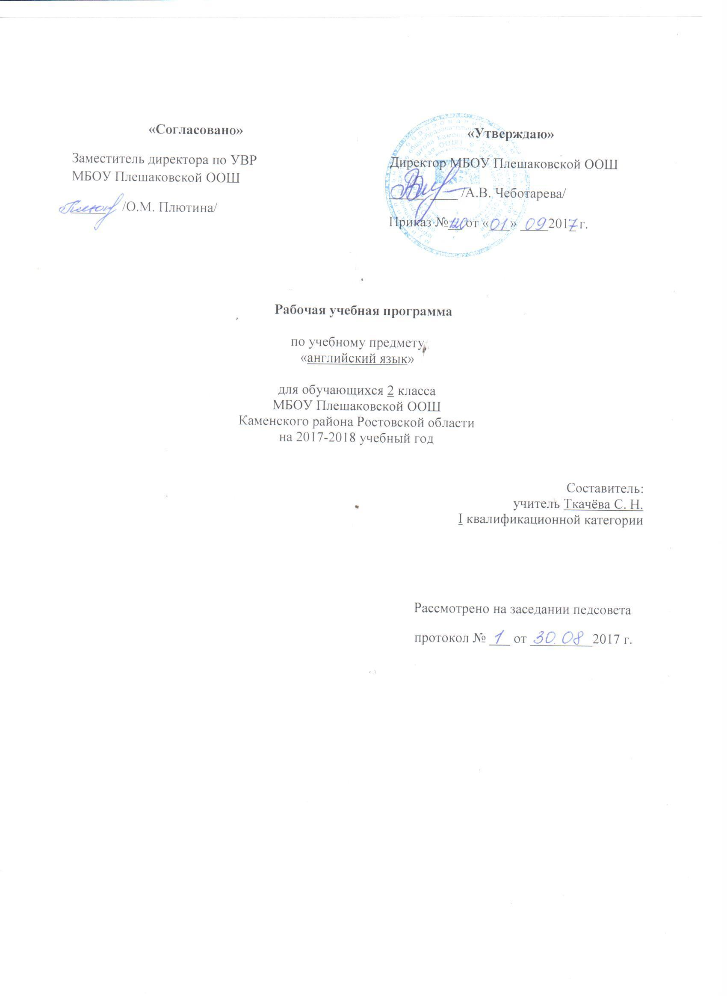 «Согласовано»
Заместитель директора по УВР
МБОУ Плешаковской ООШ
/О.М. Плютина/
«Утверждаю»
Директор МБОУ Плешаковской ООШ
/А.В. Чеботарева/
Приказ №120 от «01» 09 2017 г.
Рабочая учебная программа
по учебному предмету
«английский язык»
для обучающихся 2 класса
МБОУ Плешаковской ООШ
Каменского района Ростовской области
на 2017-2018 учебный год
Составитель:
учитель Ткачёва С. Н.
I квалификационной категории
Рассмотрено на заседании педсовета
протокол № 1 от 30.08 2017 г.